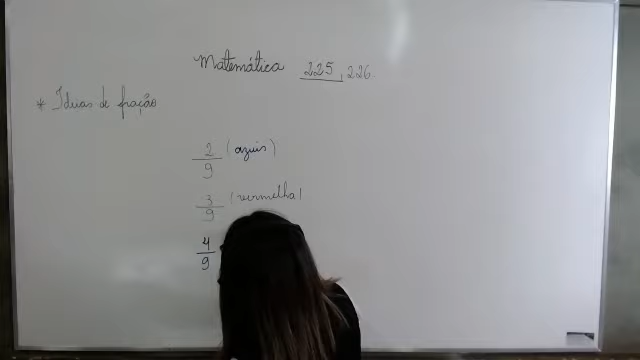 Matemática 225, 226.
* Ideias de fração
2/9 (azuis)
3/9 (vermelha)
4/9